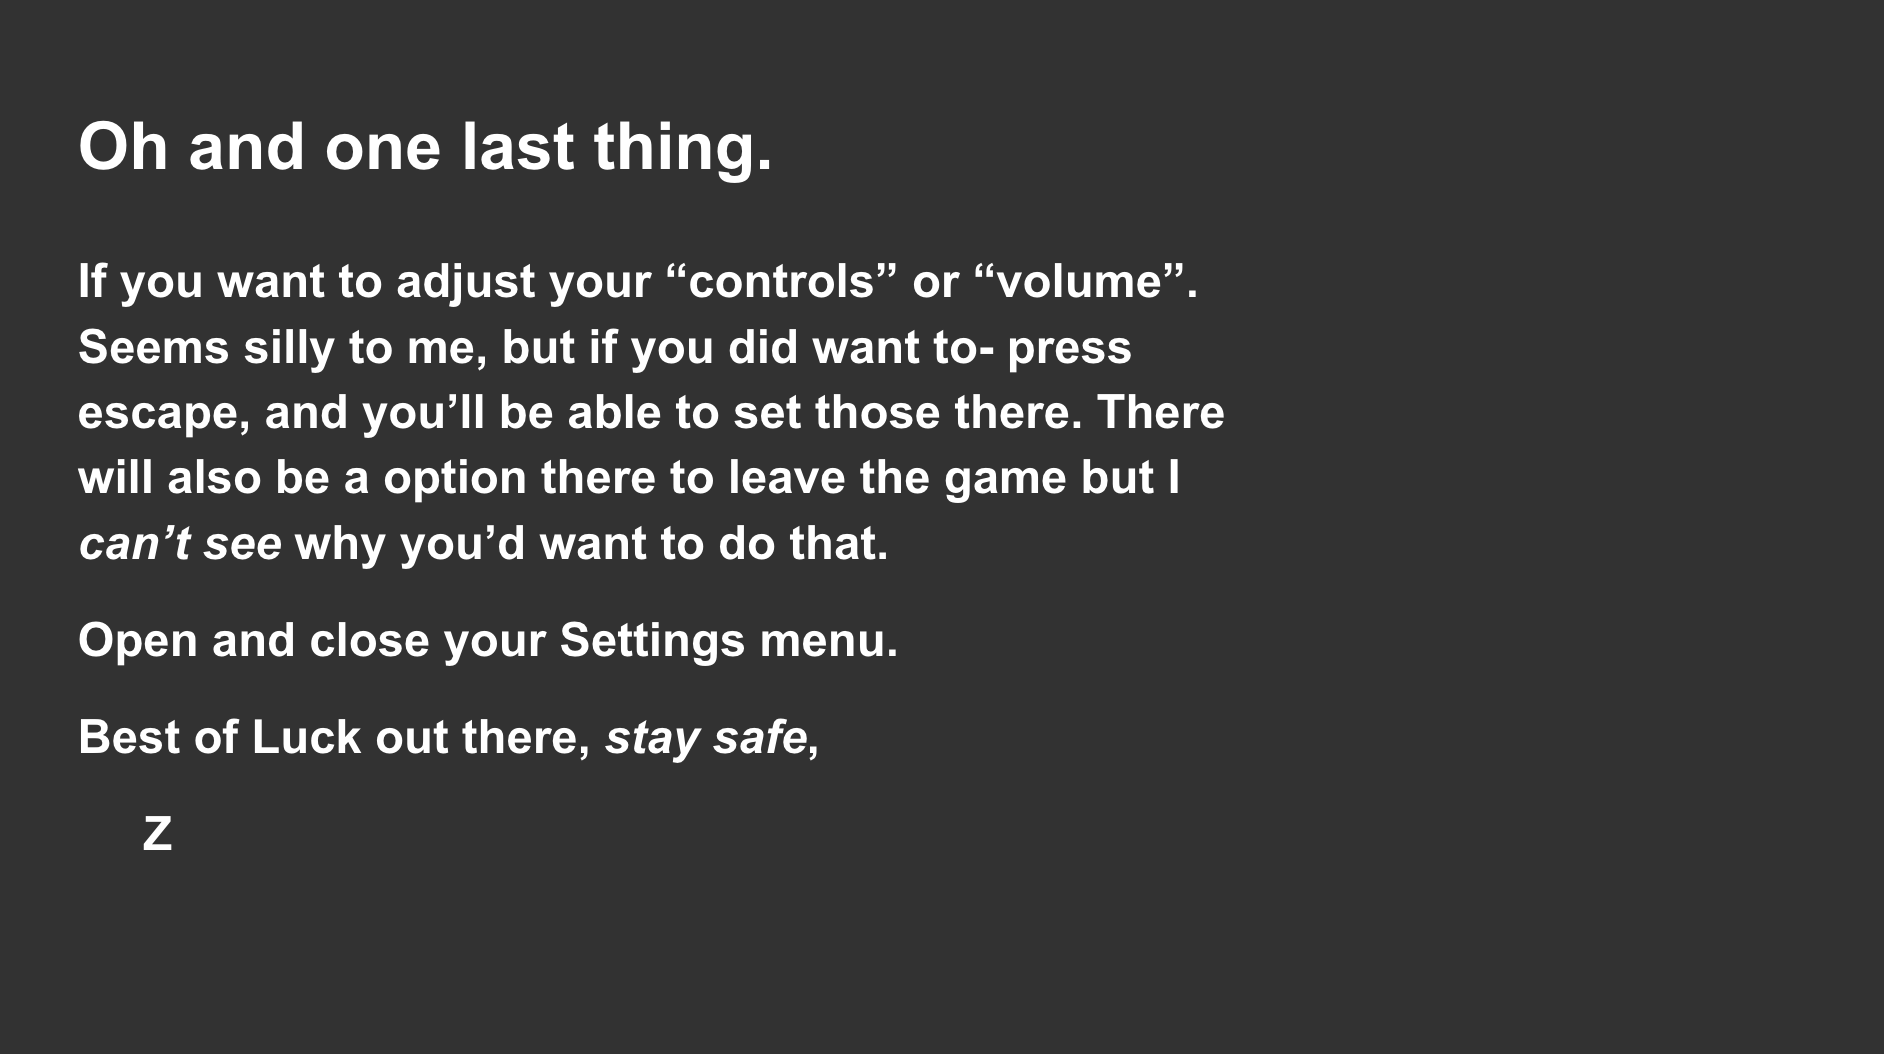 Oh and one last thing.
If you want to adjust your “controls” or “volume”.
Seems silly to me, but if you did want to- press
escape, and you’ll be able to set those there. There
will also be a option there to leave the game but I
can’t see why you’d want to do that.
Open and close your Settings menu.
Best of Luck out there, stay safe,
Z